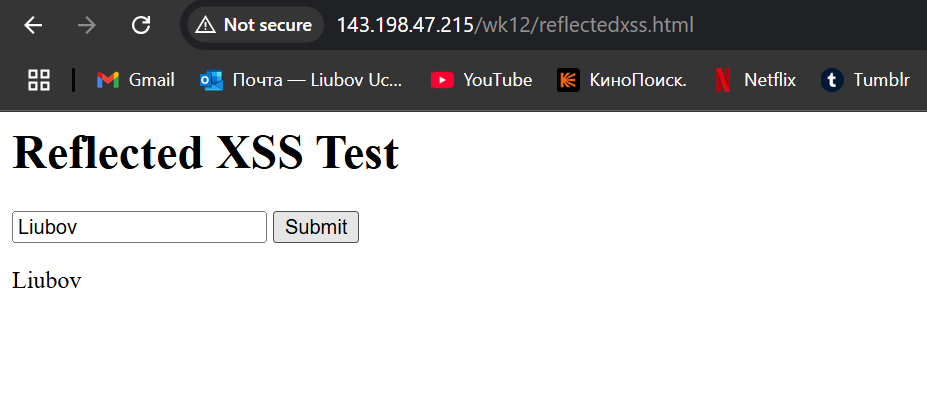 Not secure 143.198.47.215/wk12/reflectedxss.html
Gmail Почта — Liubov Uc... YouTube КиноПоиск. Netflix Tumblr
Reflected XSS Test
Liubov Submit
Liubov